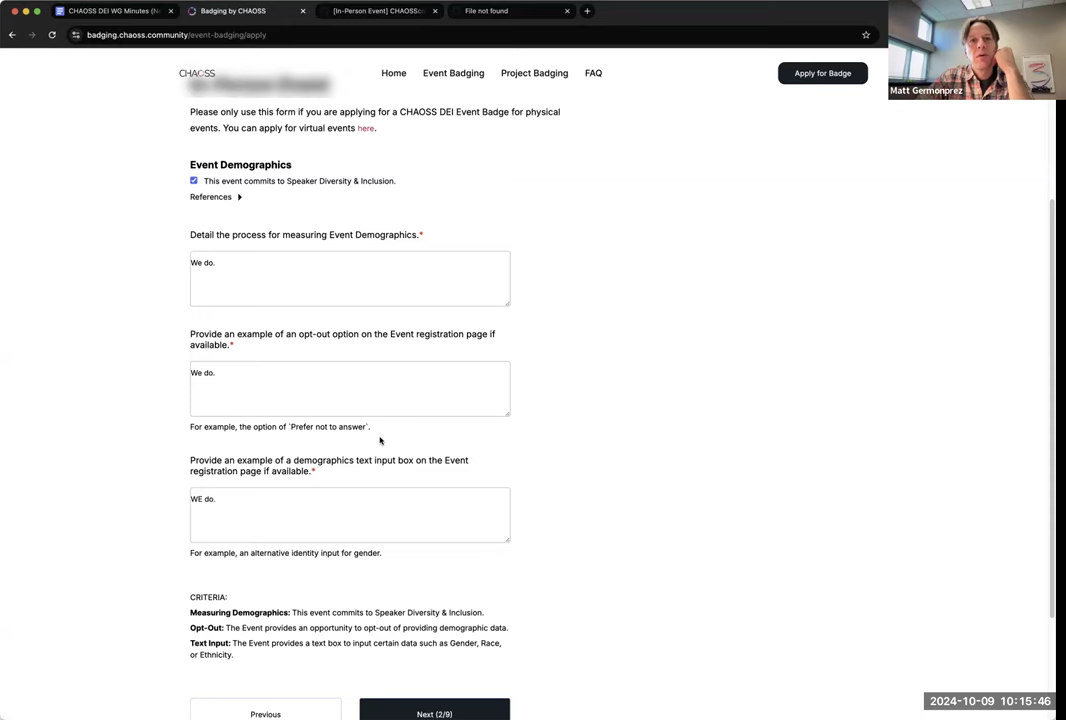 CHAOSS DEI WG Minutes (N
Badging by CHAOSS
[In-Person Event] CHAOSSco
File not found
badging.chaoss.community/event-badging/apply
CHAOSS
Home
Event Badging
Project Badging
FAQ
Apply for Badge
Matt Germonprez
In-Person Event
Please only use this form if you are applying for a CHAOSS DEI Event Badge for physical
events. You can apply for virtual events here.
Event Demographics
This event commits to Speaker Diversity & Inclusion.
References
Detail the process for measuring Event Demographics.*
We do.
Provide an example of an opt-out option on the Event registration page if
available.*
We do.
For example, the option of `Prefer not to answer`.
Provide an example of a demographics text input box on the Event
registration page if available.*
WE do.
For example, an alternative identity input for gender.
CRITERIA:
Measuring Demographics: This event commits to Speaker Diversity & Inclusion.
Opt-Out: The Event provides an opportunity to opt-out of providing demographic data.
Text Input: The Event provides a text box to input certain data such as Gender, Race,
or Ethnicity.
Previous
Next (2/9)
2024-10-09 10:15:46